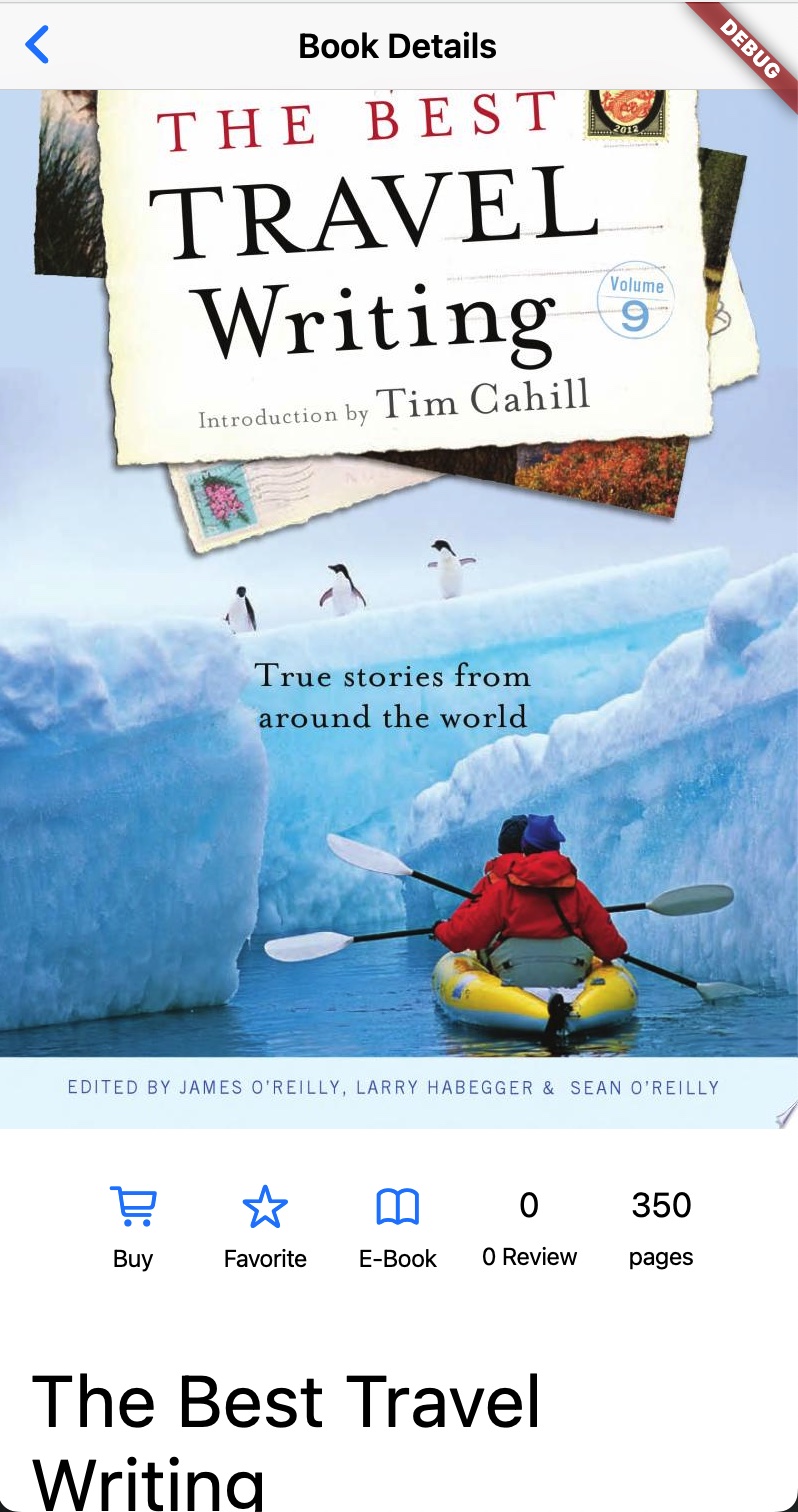 Book Details
DEBUG
THE BEST
2012
TRAVEL
Writing
Volume
9
Introduction by Tim Cahill
True stories from
around the world
EDITED BY JAMES O'REILLY, LARRY HABEGGER & SEAN O'REILLY
0
350
Buy
Favorite
E-Book
0 Review
pages
The Best Travel
Writing